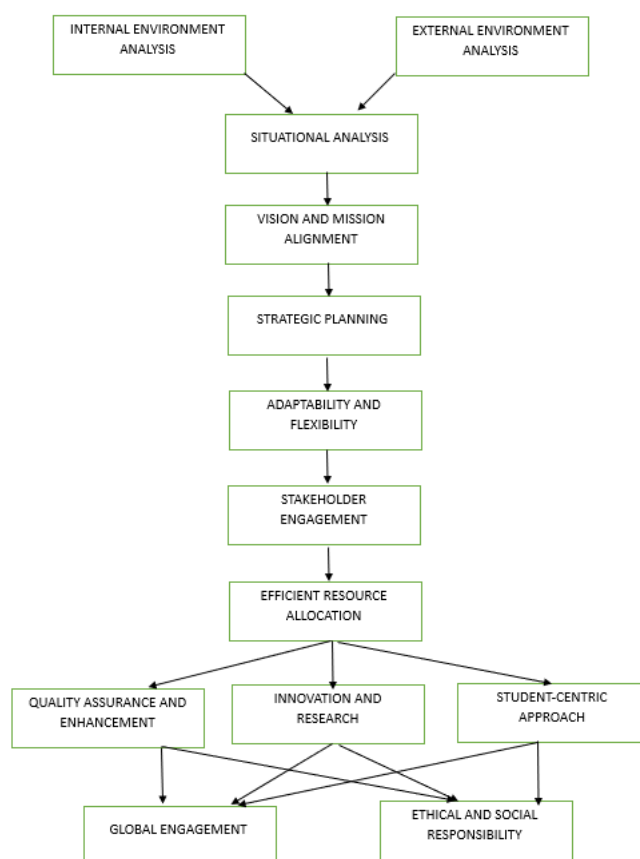 INTERNAL ENVIRONMENT
ANALYSIS
EXTERNAL ENVIRONMENT
ANALYSIS
SITUATIONAL ANALYSIS
VISION AND MISSION
ALIGNMENT
STRATEGIC PLANNING
ADAPTABILITY AND
FLEXIBILITY
STAKEHOLDER
ENGAGEMENT
EFFICIENT RESOURCE
ALLOCATION
QUALITY ASSURANCE AND
ENHANCEMENT
INNOVATION AND
RESEARCH
STUDENT-CENTRIC
APPROACH
GLOBAL ENGAGEMENT
ETHICAL AND SOCIAL
RESPONSIBILITY